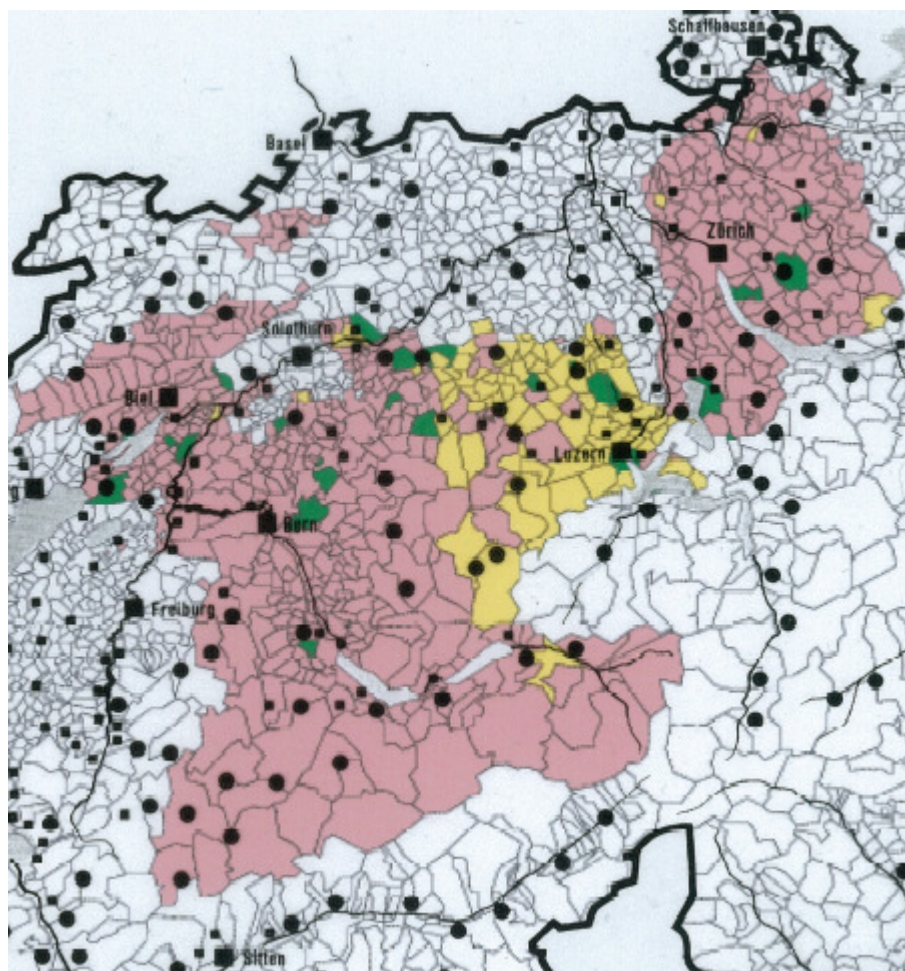 Schaffhausen
Basel
Zürich
Solothurn
Biel
Luzern
g
Bern
Freiburg
Sitten